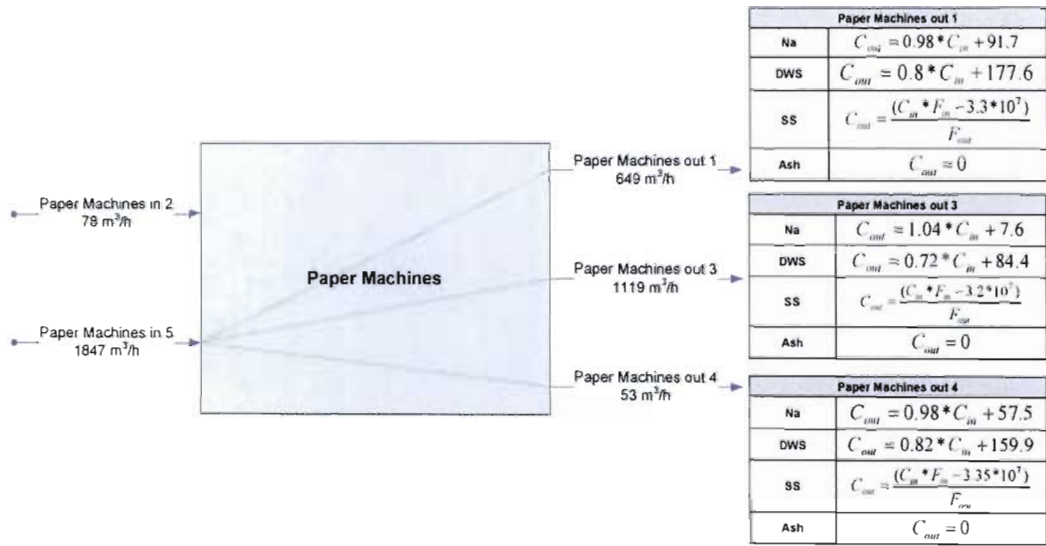 Paper Machines in 2
78 m³/h
Paper Machines in 5
1847 m³/h
Paper Machines
Paper Machines out 1
649 m³/h
Paper Machines out 3
1119 m³/h
Paper Machines out 4
53 m³/h
Paper Machines out 1
Na C_out = 0.98 * C_in + 91.7
DWS C_out = 0.8 * C_in + 177.6
SS C_out = (C_in * F_in − 3.3*10⁷) / F_out
Ash C_out ≈ 0
Paper Machines out 3
Na C_out = 1.04 * C_in + 7.6
DWS C_out = 0.72 * C_in + 84.4
SS C_out = (C_in * F_in − 3.2*10⁷) / F_out
Ash C_out = 0
Paper Machines out 4
Na C_out = 0.98 * C_in + 57.5
DWS C_out = 0.82 * C_in + 159.9
SS C_out = (C_in * F_in − 3.35*10⁷) / F_out
Ash C_out = 0